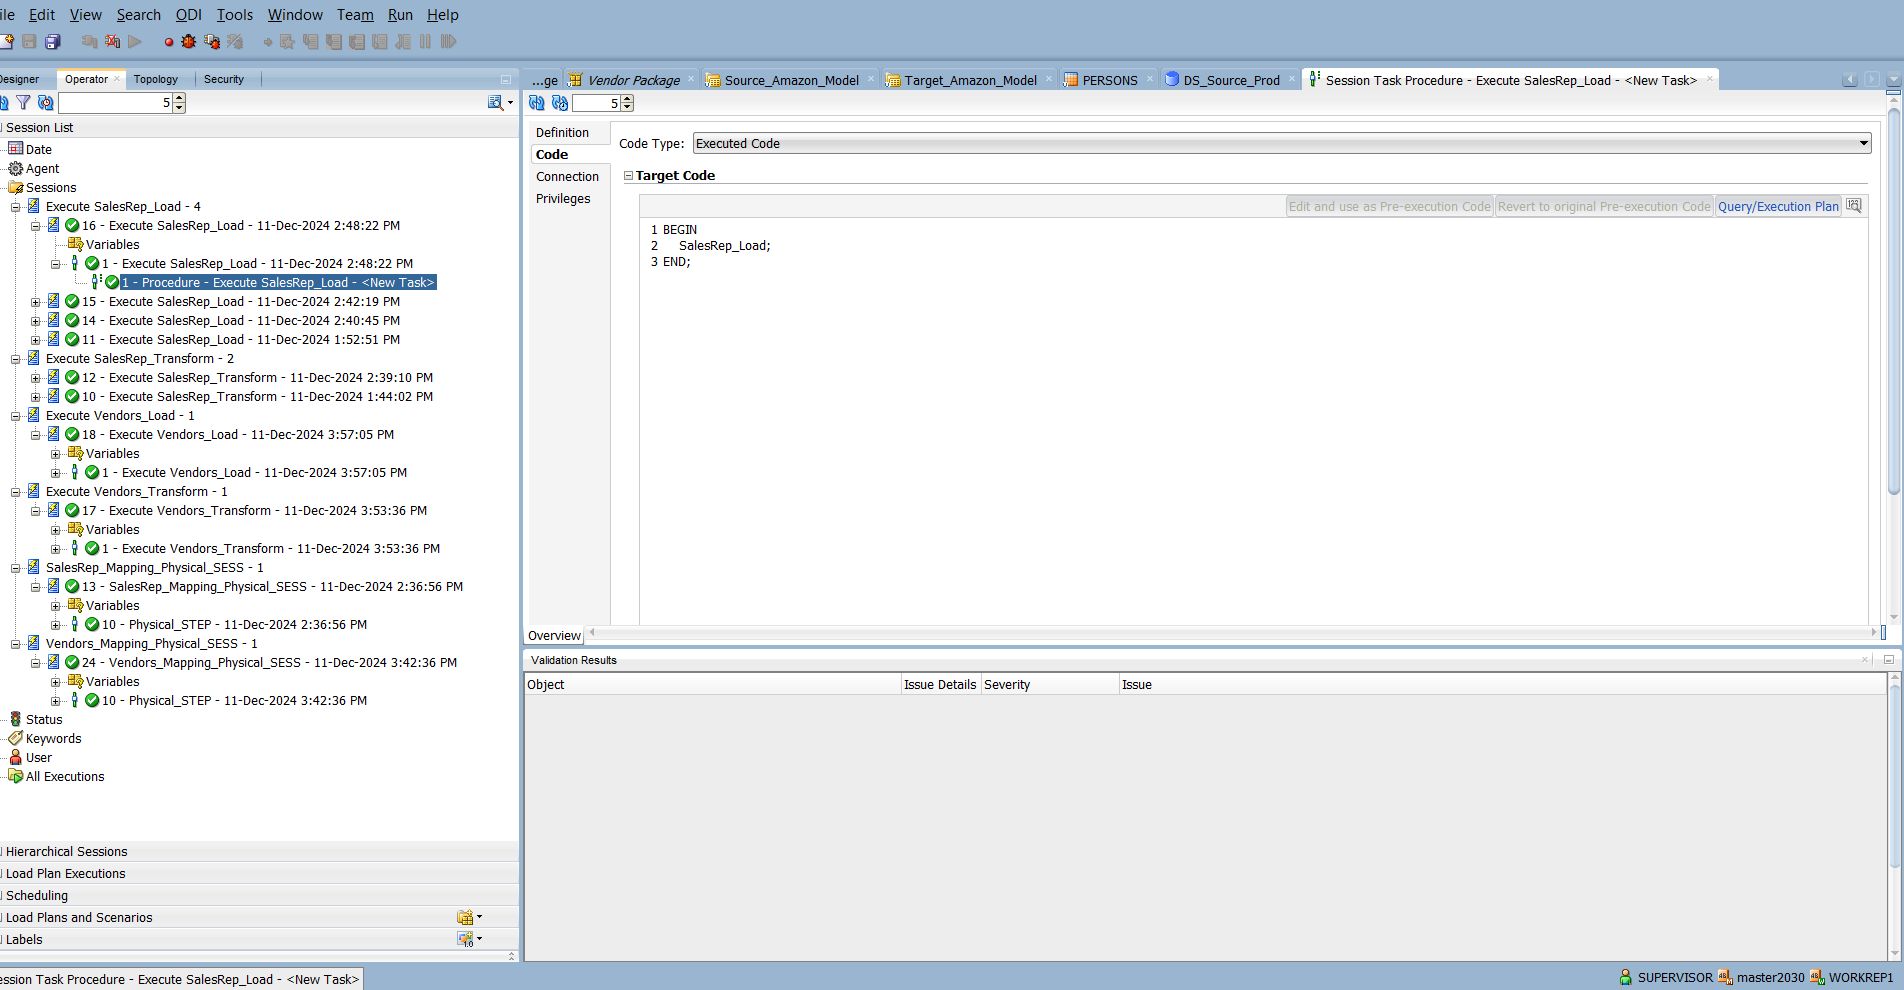 ile Edit View Search ODI Tools Window Team Run Help
Designer Operator Topology Security
5
Session List
Date
Agent
Sessions
Execute SalesRep_Load - 4
16 - Execute SalesRep_Load - 11-Dec-2024 2:48:22 PM
Variables
1 - Execute SalesRep_Load - 11-Dec-2024 2:48:22 PM
1 - Procedure - Execute SalesRep_Load - <New Task>
15 - Execute SalesRep_Load - 11-Dec-2024 2:42:19 PM
14 - Execute SalesRep_Load - 11-Dec-2024 2:40:45 PM
11 - Execute SalesRep_Load - 11-Dec-2024 1:52:51 PM
Execute SalesRep_Transform - 2
12 - Execute SalesRep_Transform - 11-Dec-2024 2:39:10 PM
10 - Execute SalesRep_Transform - 11-Dec-2024 1:44:02 PM
Execute Vendors_Load - 1
18 - Execute Vendors_Load - 11-Dec-2024 3:57:05 PM
Variables
1 - Execute Vendors_Load - 11-Dec-2024 3:57:05 PM
Execute Vendors_Transform - 1
17 - Execute Vendors_Transform - 11-Dec-2024 3:53:36 PM
Variables
1 - Execute Vendors_Transform - 11-Dec-2024 3:53:36 PM
SalesRep_Mapping_Physical_SESS - 1
13 - SalesRep_Mapping_Physical_SESS - 11-Dec-2024 2:36:56 PM
Variables
10 - Physical_STEP - 11-Dec-2024 2:36:56 PM
Vendors_Mapping_Physical_SESS - 1
24 - Vendors_Mapping_Physical_SESS - 11-Dec-2024 3:42:36 PM
Variables
10 - Physical_STEP - 11-Dec-2024 3:42:36 PM
Status
Keywords
User
All Executions
Hierarchical Sessions
Load Plan Executions
Scheduling
Load Plans and Scenarios
Labels
...ge Vendor Package Source_Amazon_Model Target_Amazon_Model PERSONS DS_Source_Prod Session Task Procedure - Execute SalesRep_Load - <New Task>
5
Definition
Code
Connection
Privileges
Code Type: Executed Code
Target Code
Edit and use as Pre-execution Code Revert to original Pre-execution Code Query/Execution Plan
1 BEGIN
2 SalesRep_Load;
3 END;
Overview
Validation Results
Object Issue Details Severity Issue
ession Task Procedure - Execute SalesRep_Load - <New Task>
SUPERVISOR master2030 WORKREP1